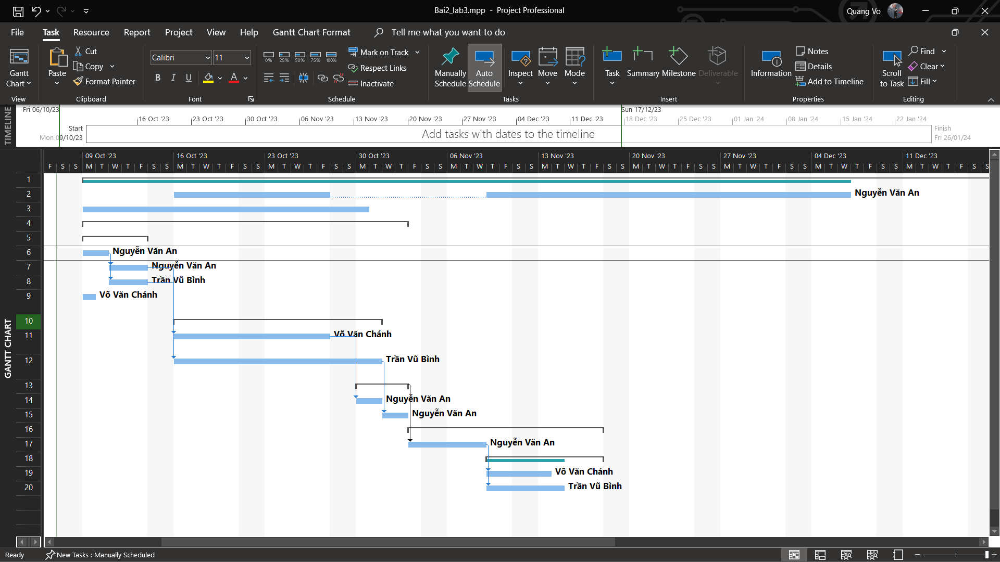 Bai2_lab3.mpp - Project Professional
Quang Vo
File Task Resource Report Project View Help Gantt Chart Format Tell me what you want to do
Gantt Chart
View
Paste
Cut
Copy
Format Painter
Clipboard
Calibri 11
B I U A
Font
0% 25% 50% 75% 100%
Mark on Track
Respect Links
Inactivate
Schedule
Manually Schedule
Auto Schedule
Inspect
Move
Mode
Tasks
Task
Summary
Milestone
Deliverable
Insert
Information
Notes
Details
Add to Timeline
Properties
Scroll to Task
Find
Clear
Fill
Editing
TIMELINE
Fri 06/10/23
Sun 17/12/23
16 Oct '23 23 Oct '23 30 Oct '23 06 Nov '23 13 Nov '23 20 Nov '23 27 Nov '23 04 Dec '23 11 Dec '23 18 Dec '23 25 Dec '23 01 Jan '24 08 Jan '24 15 Jan '24 22 Jan '24
Start
Mon 09/10/23
Add tasks with dates to the timeline
Finish
Fri 26/01/24
09 Oct '23 16 Oct '23 23 Oct '23 30 Oct '23 06 Nov '23 13 Nov '23 20 Nov '23 27 Nov '23 04 Dec '23 11 Dec '23
F S S M T W T F S S M T W T F S S M T W T F S S M T W T F S S M T W T F S S M T W T F S S M T W T F S S M T W T F S S M T W T F S S M T W T F S S
GANTT CHART
1
2 Nguyễn Văn An
3
4
5
6 Nguyễn Văn An
7 Nguyễn Văn An
8 Trần Vũ Bình
9 Võ Văn Chánh
10
11 Võ Văn Chánh
12 Trần Vũ Bình
13
14 Nguyễn Văn An
15 Nguyễn Văn An
16
17 Nguyễn Văn An
18
19 Võ Văn Chánh
20 Trần Vũ Bình
Ready New Tasks : Manually Scheduled